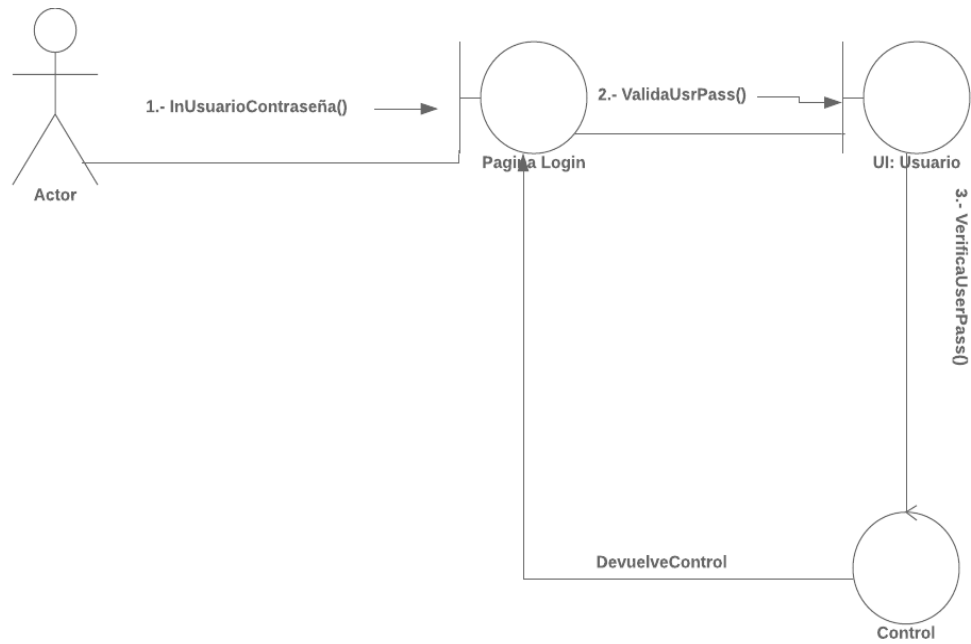 1.- InUsuarioContraseña()
2.- ValidaUsrPass()
Pagina Login
UI: Usuario
Actor
3.- VerificaUserPass()
DevuelveControl
Control